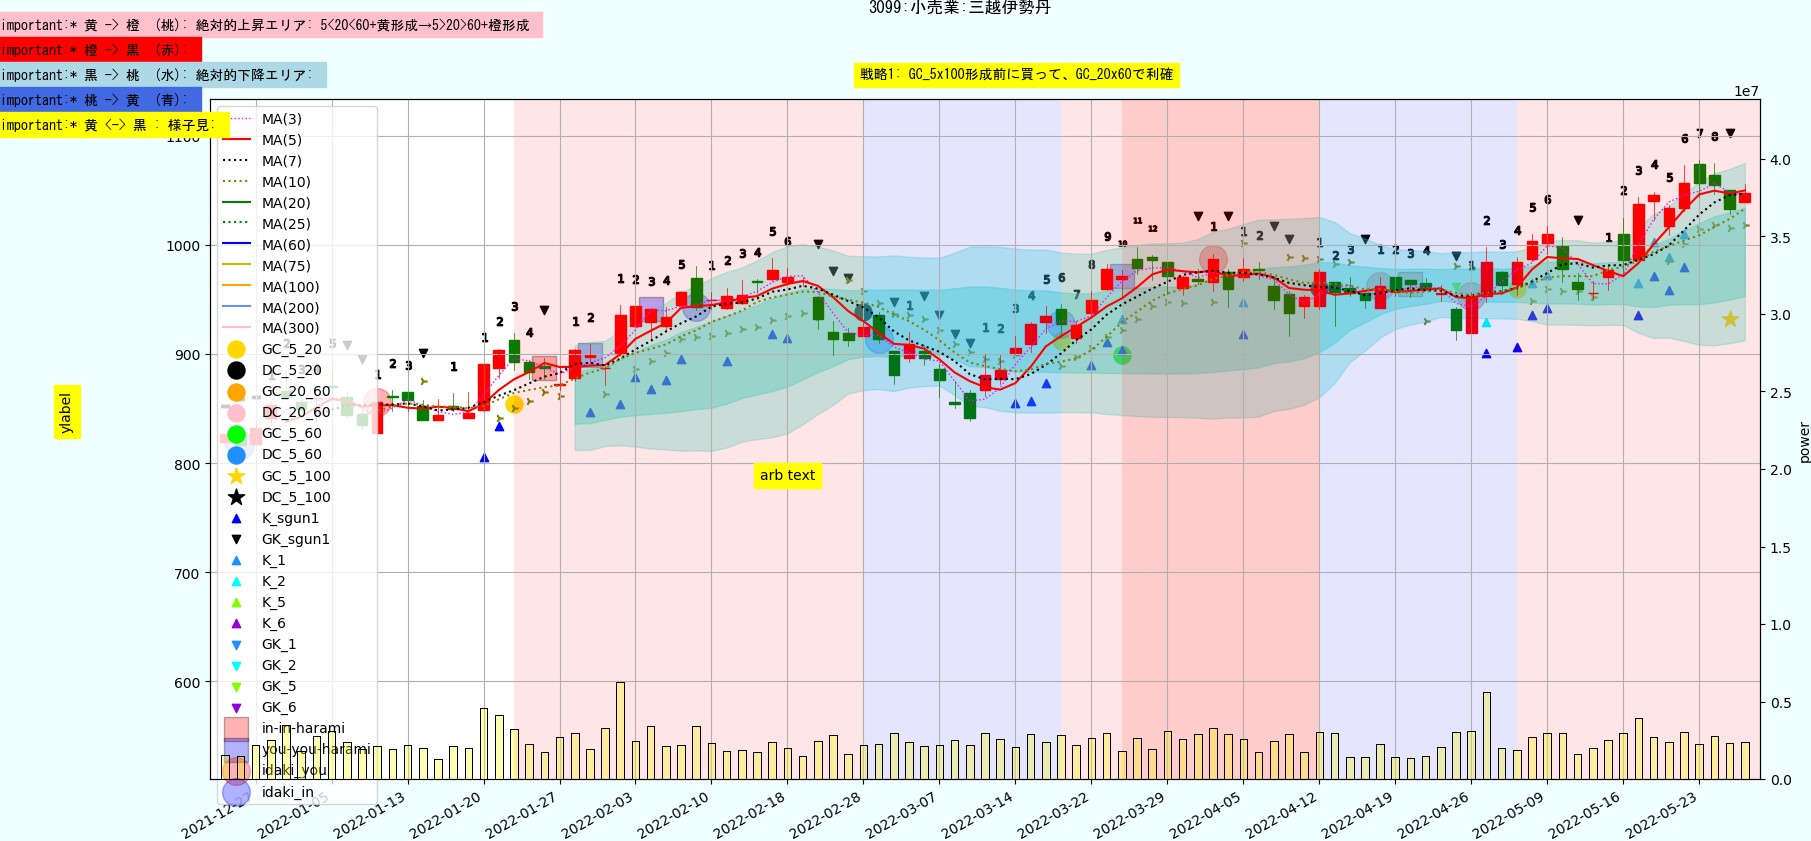 3099:小売業:三越伊勢丹
important:* 黄 -> 橙 (桃): 絶対的上昇エリア: 5<20<60+黄形成→5>20>60+橙形成
important:* 橙 -> 黒 (赤):
important:* 黒 -> 桃 (水): 絶対的下降エリア:
important:* 桃 -> 黄 (青):
important:* 黄 <-> 黒 : 様子見:
戦略1: GC_5x100形成前に買って、GC_20x60で利確
1e7
MA(3)
MA(5)
MA(7)
MA(10)
MA(20)
MA(25)
MA(60)
MA(75)
MA(100)
MA(200)
MA(300)
GC_5_20
DC_5_20
GC_20_60
DC_20_60
GC_5_60
DC_5_60
GC_5_100
DC_5_100
K_sgun1
GK_sgun1
K_1
K_2
K_5
K_6
GK_1
GK_2
GK_5
GK_6
in-in-harami
you-you-harami
idaki_you
idaki_in
1100
1000
900
800
700
600
ylabel
arb text
4.0
3.5
3.0
2.5
2.0
1.5
1.0
0.5
0.0
power
2021-12-27
2022-01-05
2022-01-13
2022-01-20
2022-01-27
2022-02-03
2022-02-10
2022-02-18
2022-02-28
2022-03-07
2022-03-14
2022-03-22
2022-03-29
2022-04-05
2022-04-12
2022-04-19
2022-04-26
2022-05-09
2022-05-16
2022-05-23